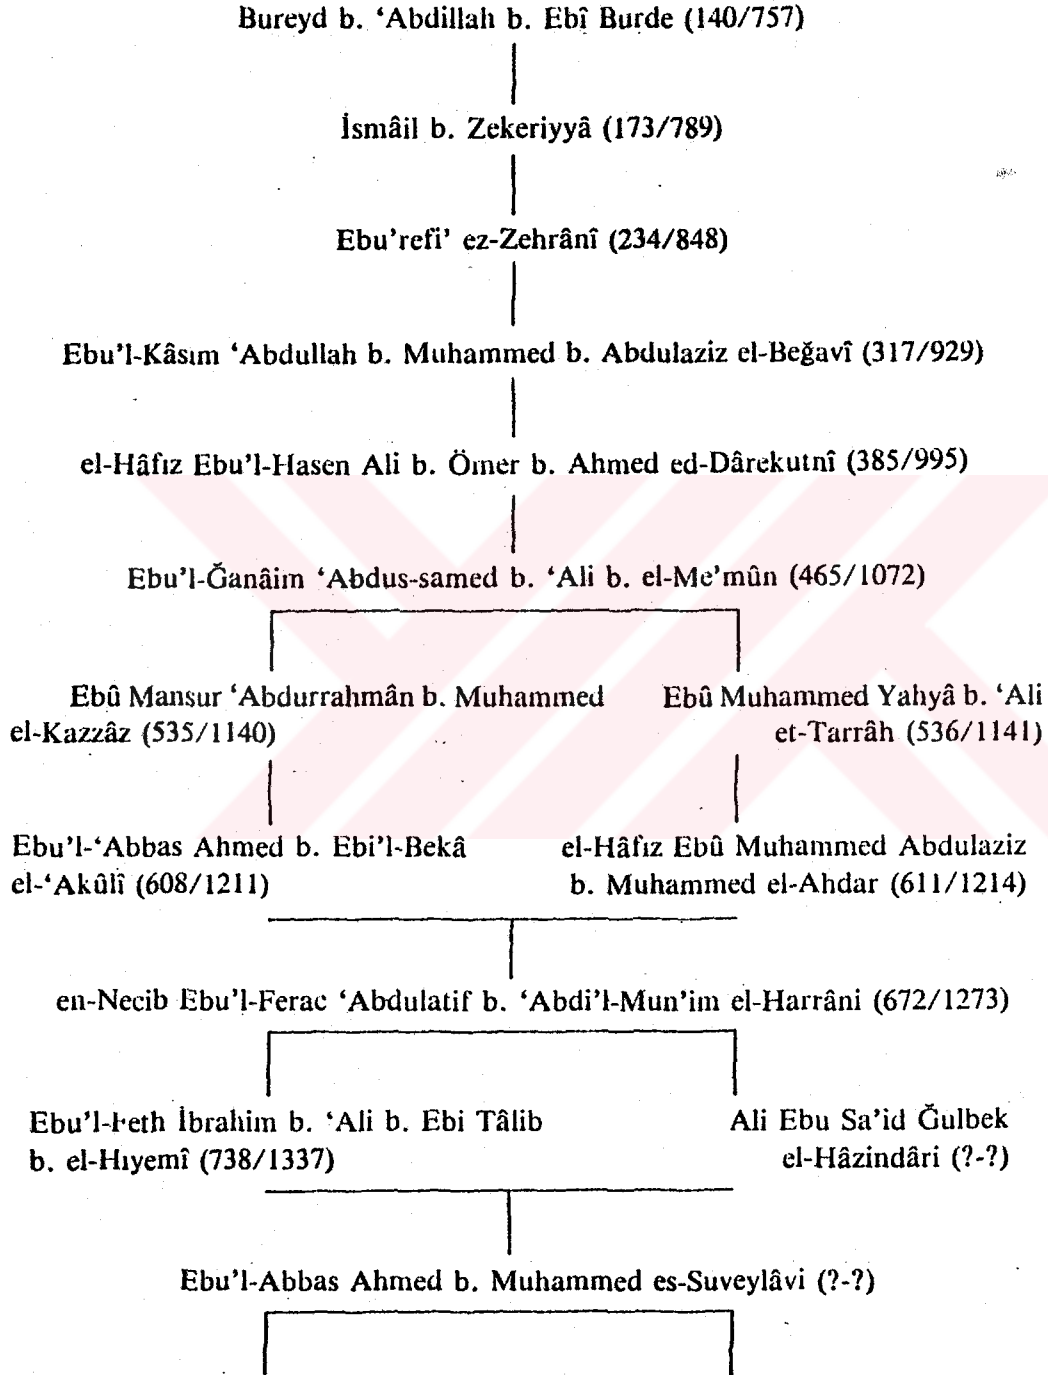 Bureyd b. ‘Abdillah b. Ebî Burde (140/757)
İsmâil b. Zekeriyyâ (173/789)
Ebu’refi’ ez-Zehrânî (234/848)
Ebu’l-Kâsım ‘Abdullah b. Muhammed b. Abdulaziz el-Beğavî (317/929)
el-Hâfız Ebu’l-Hasen Ali b. Ömer b. Ahmed ed-Dârekutnî (385/995)
Ebu’l-Ğanâim ‘Abdus-samed b. ‘Ali b. el-Me’mûn (465/1072)
Ebû Mansur ‘Abdurrahmân b. Muhammed
el-Kazzâz (535/1140)
Ebû Muhammed Yahyâ b. ‘Ali
et-Tarrâh (536/1141)
Ebu’l-‘Abbas Ahmed b. Ebi’l-Bekâ
el-‘Akûlî (608/1211)
el-Hâfız Ebû Muhammed Abdulaziz
b. Muhammed el-Ahdar (611/1214)
en-Necib Ebu’l-Ferac ‘Abdulatif b. ‘Abdi’l-Mun’im el-Harrâni (672/1273)
Ebu’l-Feth İbrahim b. ‘Ali b. Ebi Tâlib
b. el-Hıyemî (738/1337)
Ali Ebu Sa’id Ğulbek
el-Hâzindâri (?-?)
Ebu’l-Abbas Ahmed b. Muhammed es-Suveylâvi (?-?)